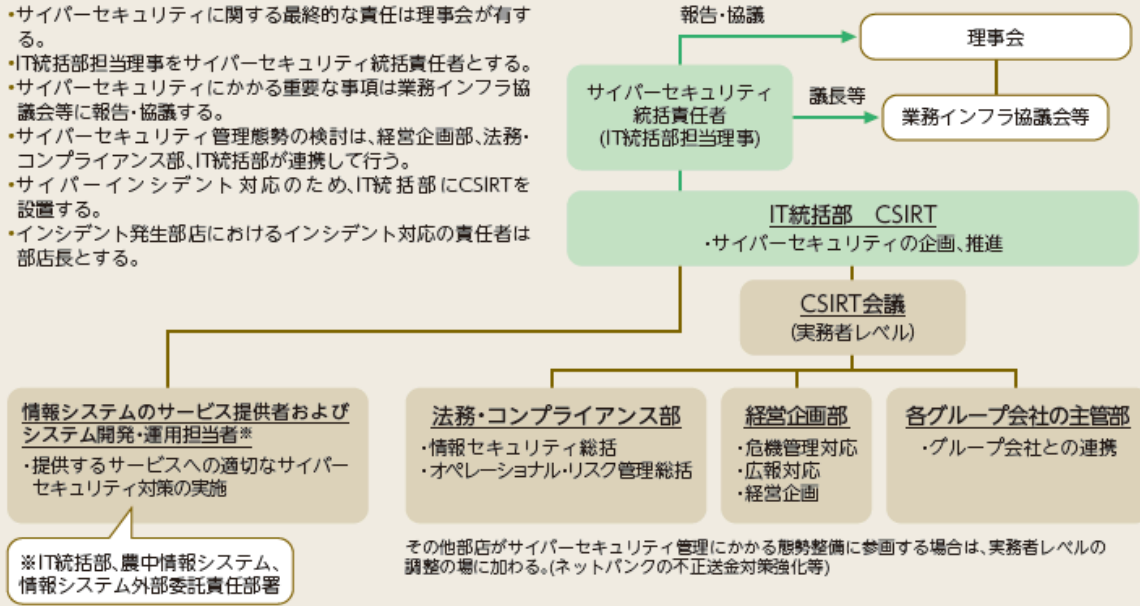 ・サイバーセキュリティに関する最終的な責任は理事会が有す
る。
・IT統括部担当理事をサイバーセキュリティ統括責任者とする。
・サイバーセキュリティにかかる重要な事項は業務インフラ協
議会等に報告・協議する。
・サイバーセキュリティ管理態勢の検討は、経営企画部、法務・
コンプライアンス部、IT統括部が連携して行う。
・サイバーインシデント対応のため、IT統括部にCSIRTを
設置する。
・インシデント発生部店におけるインシデント対応の責任者は
部店長とする。
報告・協議
理事会
サイバーセキュリティ
統括責任者
(IT統括部担当理事)
議長等
業務インフラ協議会等
IT統括部　CSIRT
・サイバーセキュリティの企画、推進
CSIRT会議
(実務者レベル)
情報システムのサービス提供者および
システム開発・運用担当者※
・提供するサービスへの適切なサイバー
セキュリティ対策の実施
※IT統括部、農中情報システム、
情報システム外部委託責任部署
法務・コンプライアンス部
・情報セキュリティ総括
・オペレーショナル・リスク管理総括
経営企画部
・危機管理対応
・広報対応
・経営企画
各グループ会社の主管部
・グループ会社との連携
その他部店がサイバーセキュリティ管理にかかる態勢整備に参画する場合は、実務者レベルの
調整の場に加わる。(ネットバンクの不正送金対策強化等)